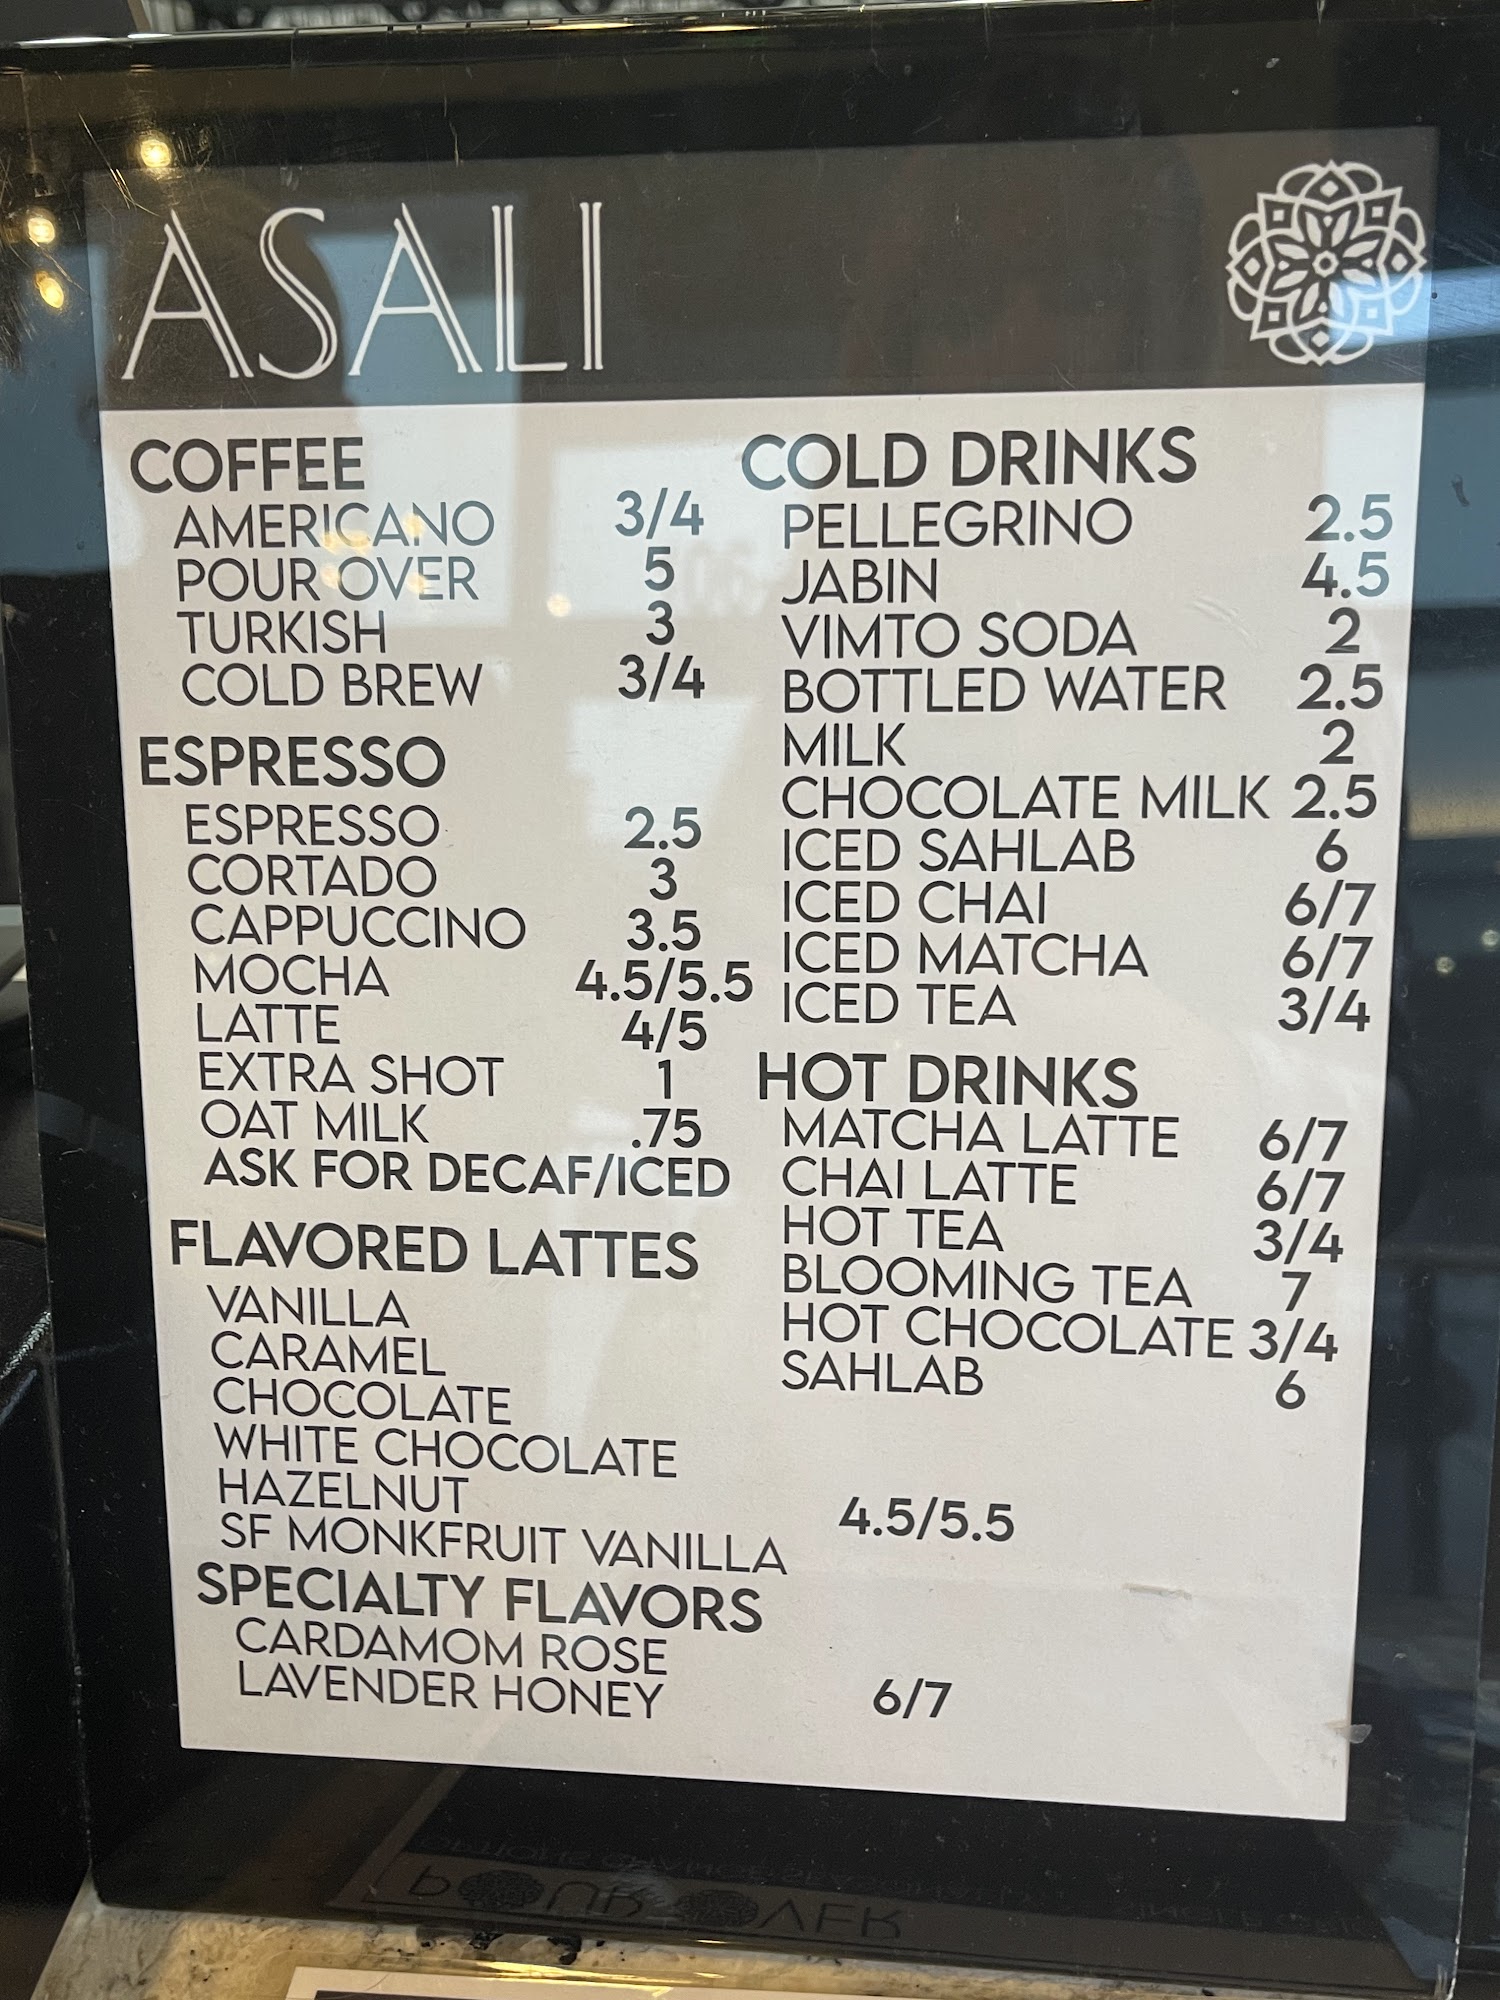 ASALI
COFFEE
AMERICANO 3/4
POUR OVER 5
TURKISH 3
COLD BREW 3/4
ESPRESSO
ESPRESSO 2.5
CORTADO 3
CAPPUCCINO 3.5
MOCHA 4.5/5.5
LATTE 4/5
EXTRA SHOT 1
OAT MILK .75
ASK FOR DECAF/ICED
FLAVORED LATTES
VANILLA
CARAMEL
CHOCOLATE
WHITE CHOCOLATE
HAZELNUT
SF MONKFRUIT VANILLA
4.5/5.5
SPECIALTY FLAVORS
CARDAMOM ROSE
LAVENDER HONEY
6/7
COLD DRINKS
PELLEGRINO 2.5
JABIN 4.5
VIMTO SODA 2
BOTTLED WATER 2.5
MILK 2
CHOCOLATE MILK 2.5
ICED SAHLAB 6
ICED CHAI 6/7
ICED MATCHA 6/7
ICED TEA 3/4
HOT DRINKS
MATCHA LATTE 6/7
CHAI LATTE 6/7
HOT TEA 3/4
BLOOMING TEA 7
HOT CHOCOLATE 3/4
SAHLAB 6
POUR OVER